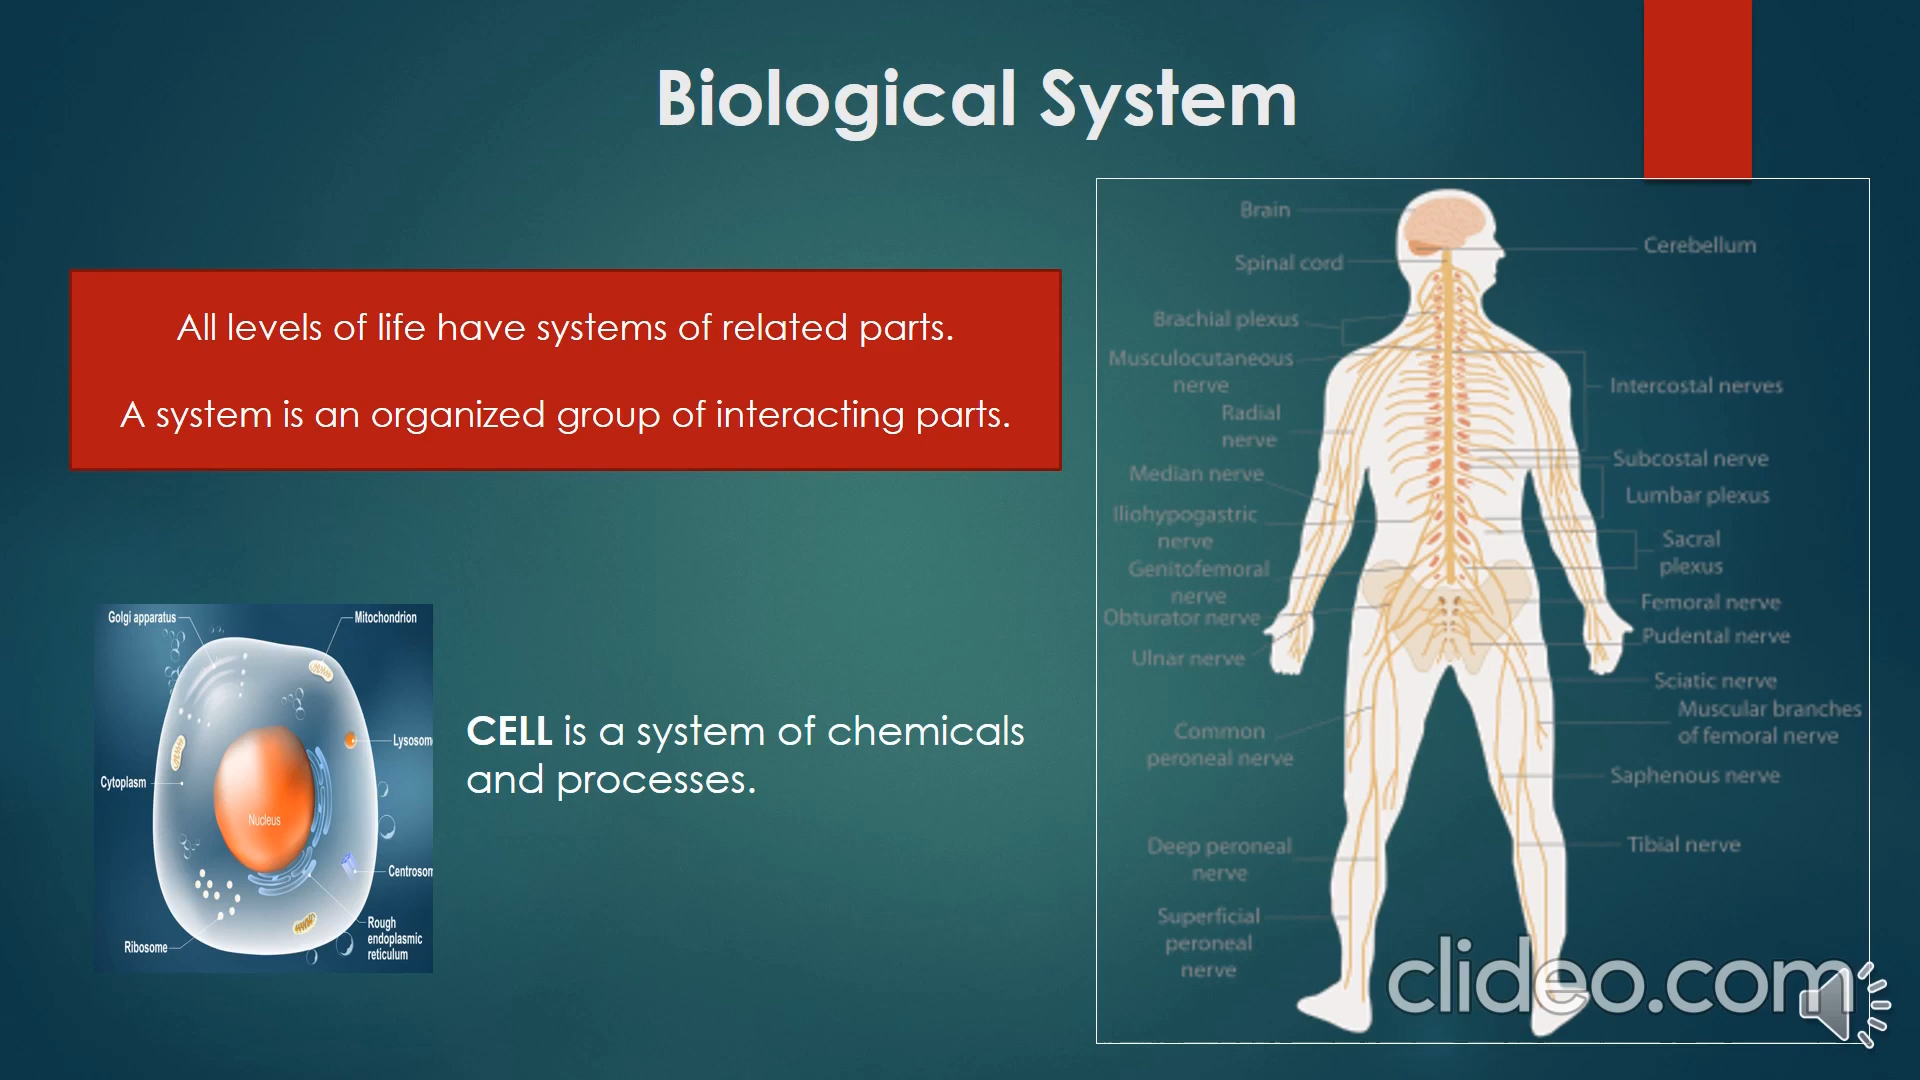 Biological System
All levels of life have systems of related parts.
A system is an organized group of interacting parts.
Golgi apparatus
Mitochondrion
Lysosom
Cytoplasm
Nucleus
Centrosom
Rough
endoplasmic
reticulum
Ribosome
CELL is a system of chemicals
and processes.
Brain
Cerebellum
Spinal cord
Brachial plexus
Musculocutaneous
nerve
Intercostal nerves
Radial
nerve
Subcostal nerve
Median nerve
Lumbar plexus
Iliohypogastric
nerve
Sacral
plexus
Genitofemoral
nerve
Femoral nerve
Obturator nerve
Pudental nerve
Ulnar nerve
Sciatic nerve
Muscular branches
of femoral nerve
Common
peroneal nerve
Saphenous nerve
Deep peroneal
nerve
Tibial nerve
Superficial
peroneal
nerve
clideo.com